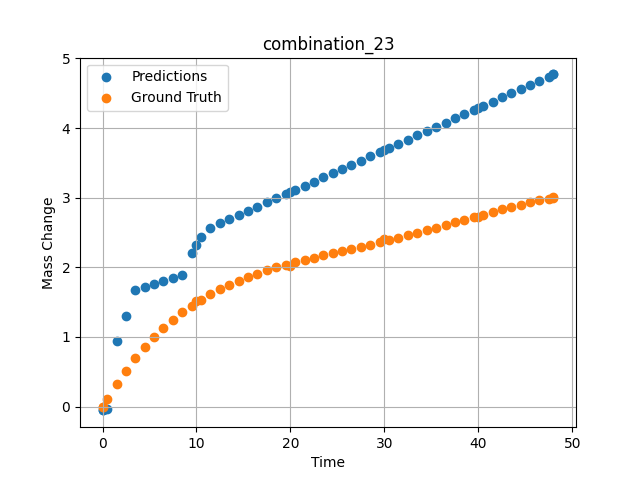 combination_23
Predictions
Ground Truth
5
4
3
2
1
0
Mass Change
0 10 20 30 40 50
Time